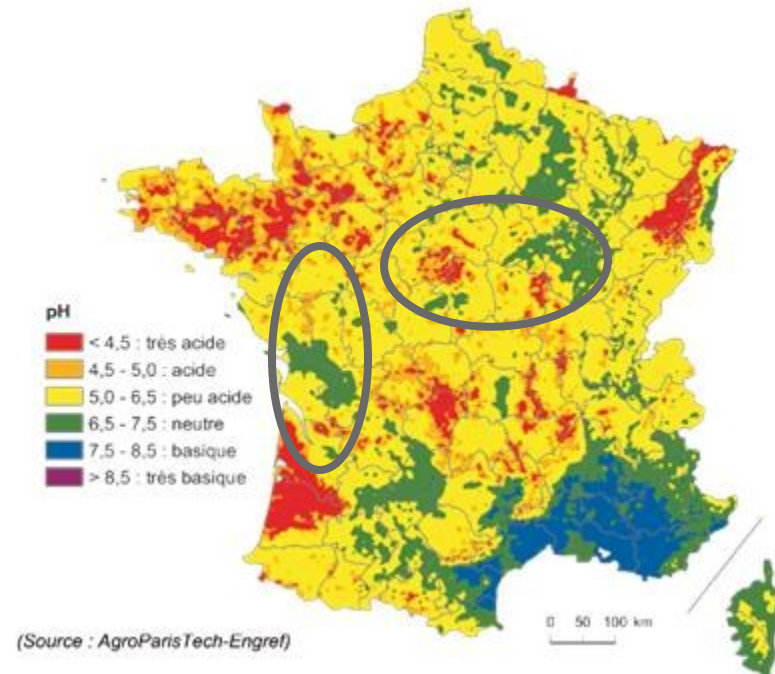 pH
< 4,5 : très acide
4,5 - 5,0 : acide
5,0 - 6,5 : peu acide
6,5 - 7,5 : neutre
7,5 - 8,5 : basique
> 8,5 : très basique
0 50 100 km
(Source : AgroParisTech-Engref)